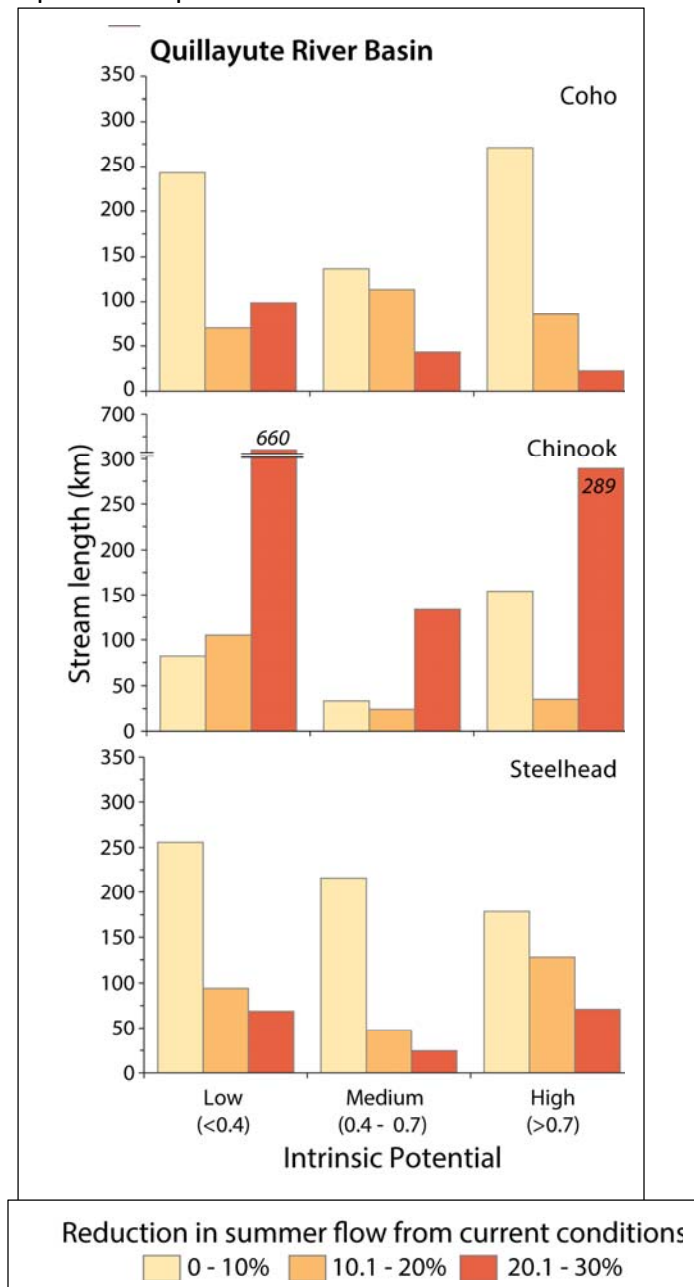 Quillayute River Basin
Coho
350
300
250
200
150
100
50
0
Chinook
700
660
300
289
250
200
150
100
50
0
Stream length (km)
Steelhead
350
300
250
200
150
100
50
0
Low Medium High
(<0.4) (0.4 - 0.7) (>0.7)
Intrinsic Potential
Reduction in summer flow from current conditions
0 - 10% 10.1 - 20% 20.1 - 30%